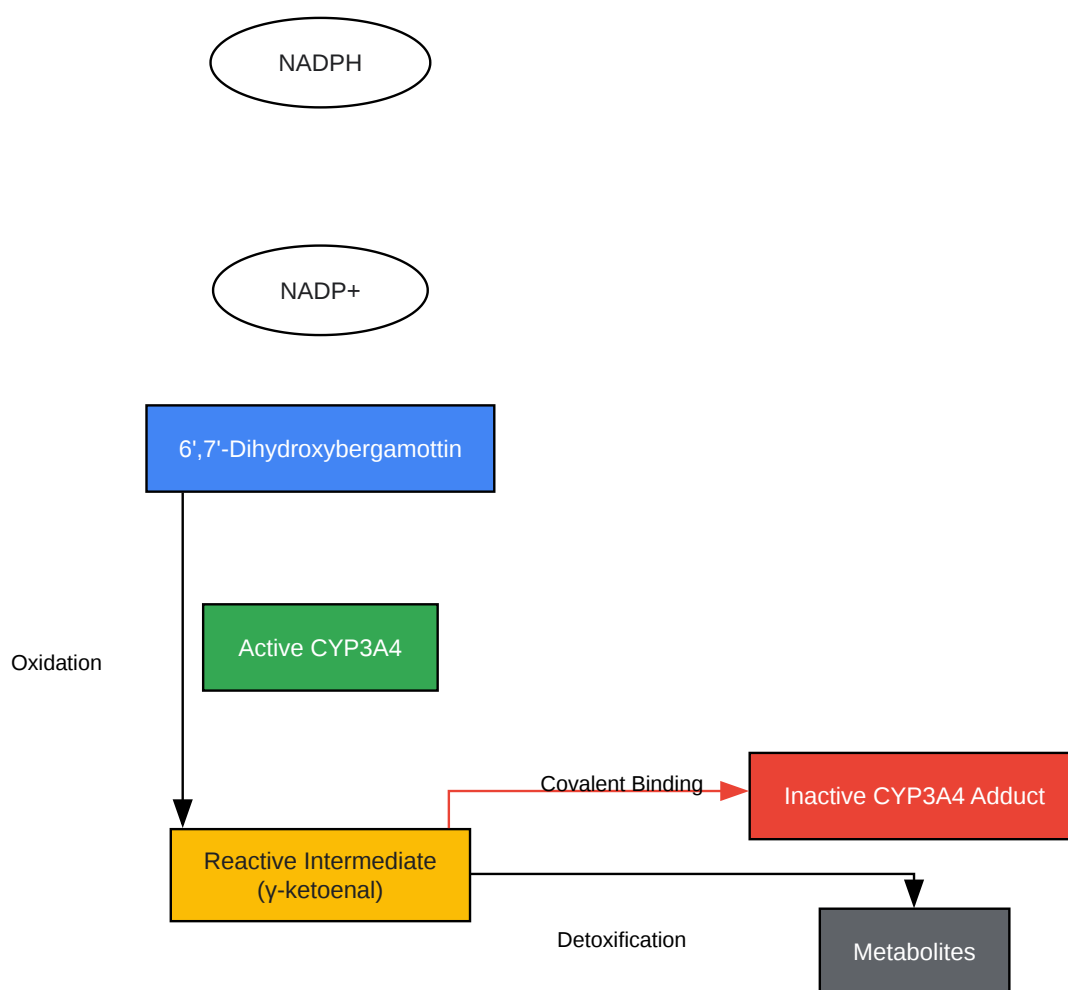 NADPH
NADP+
6',7'-Dihydroxybergamottin
Active CYP3A4
Oxidation
Covalent Binding
Inactive CYP3A4 Adduct
Reactive Intermediate
(γ-ketoenal)
Detoxification
Metabolites